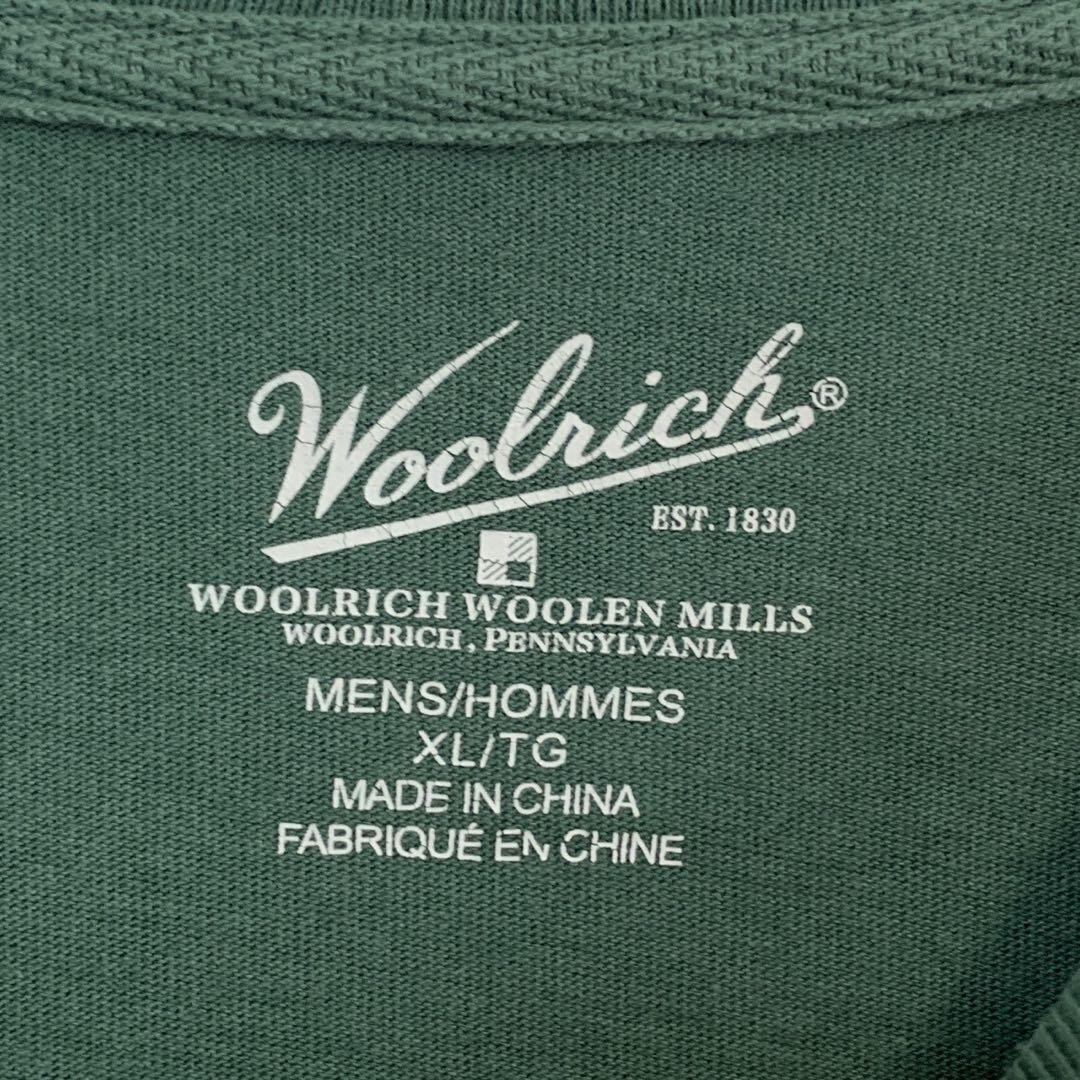 Woolrich®
EST. 1830
WOOLRICH WOOLEN MILLS
WOOLRICH, PENNSYLVANIA
MENS/HOMMES
XL/TG
MADE IN CHINA
FABRIQUÉ EN CHINE